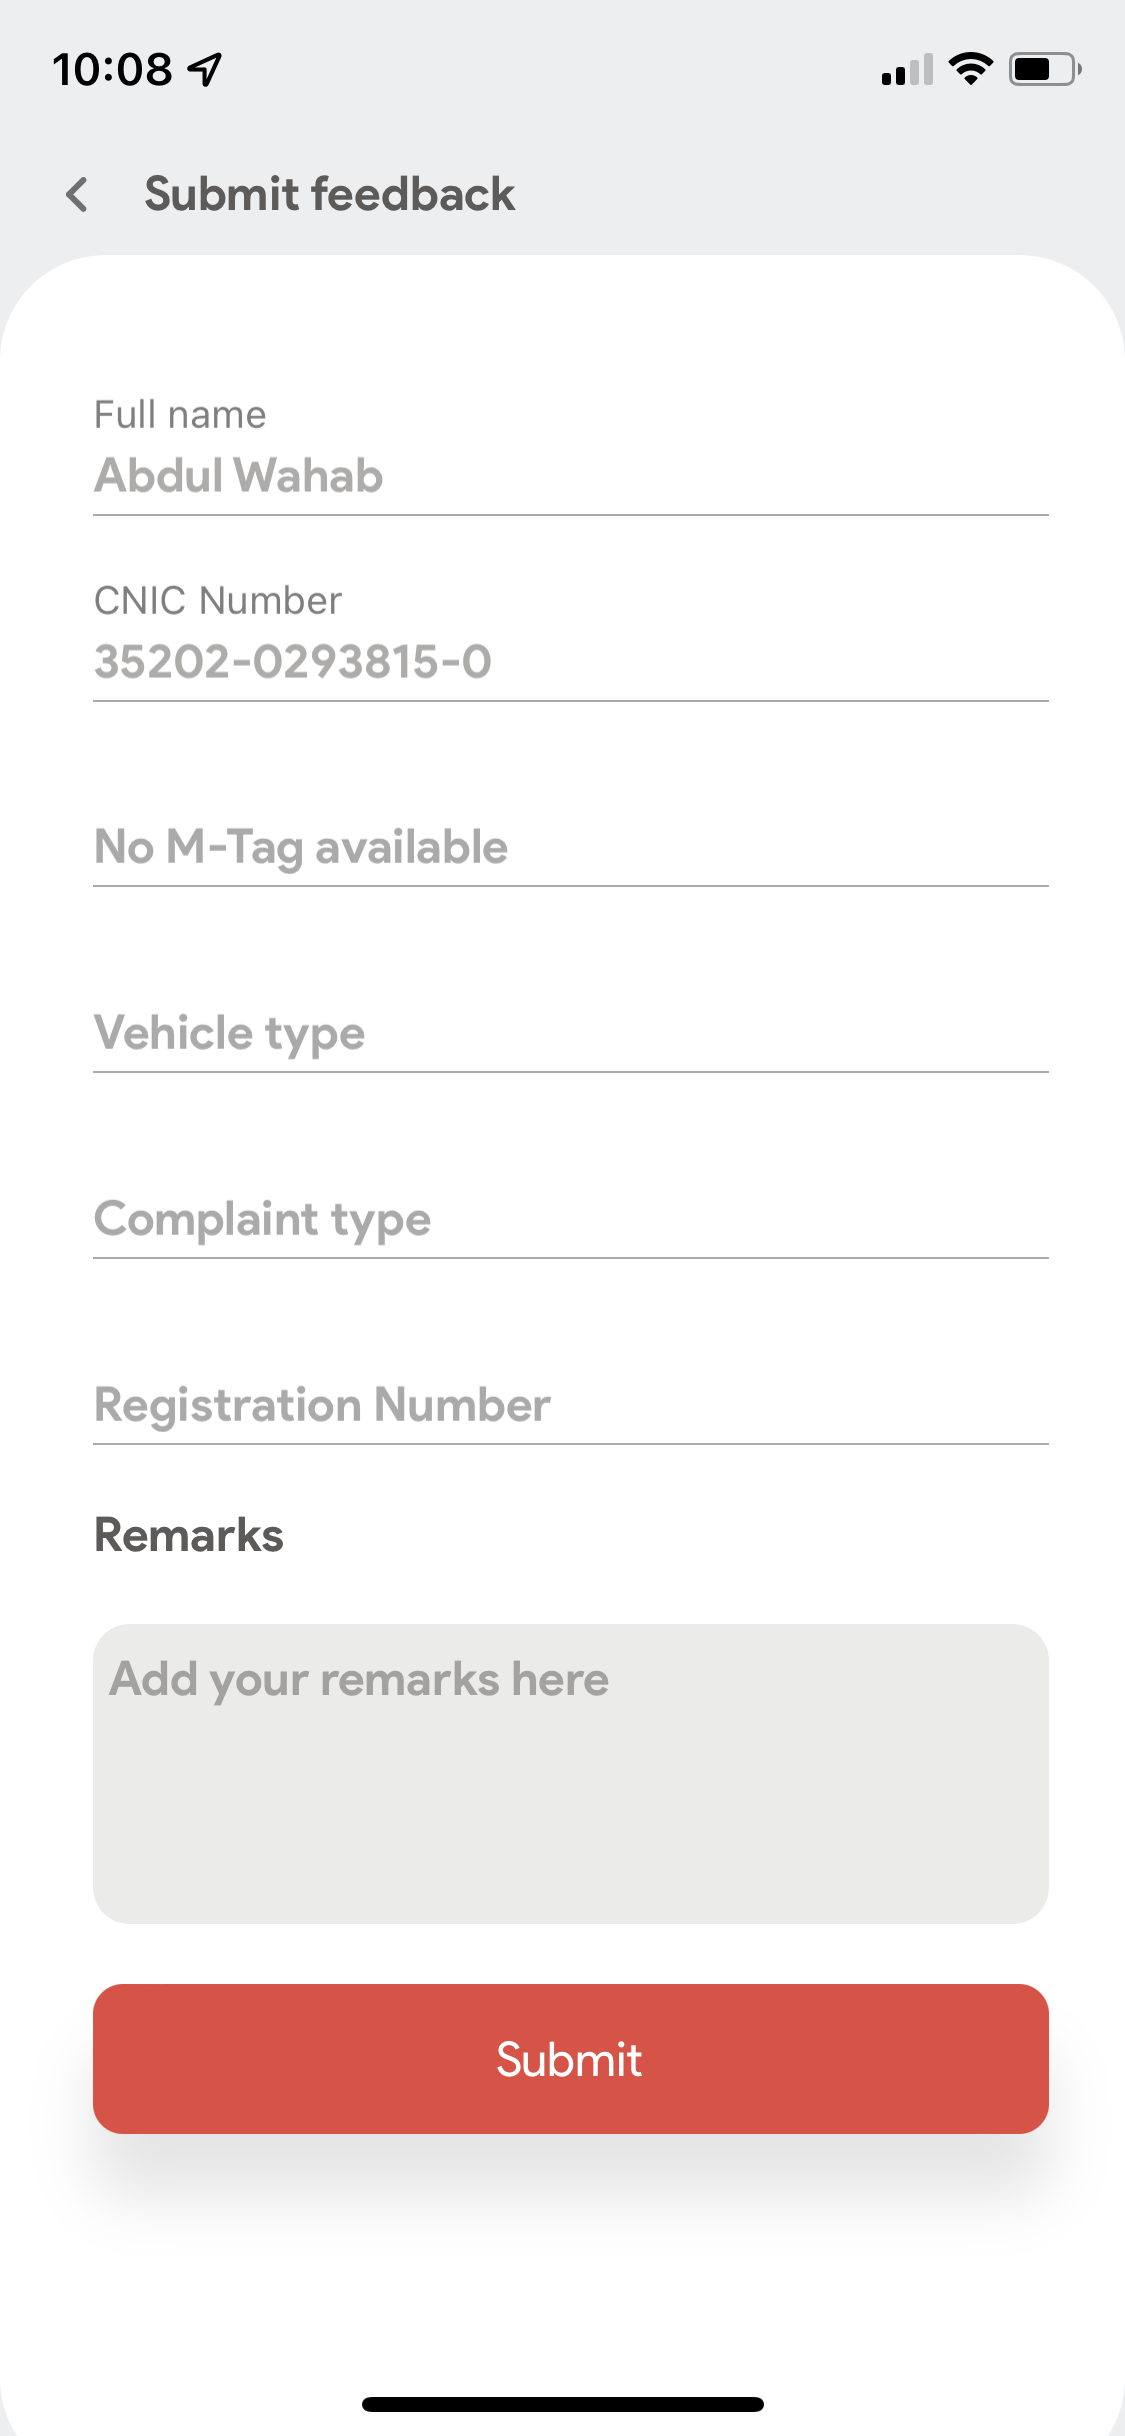 10:08
Submit feedback
Full name
Abdul Wahab
CNIC Number
35202-0293815-0
No M-Tag available
Vehicle type
Complaint type
Registration Number
Remarks
Add your remarks here
Submit